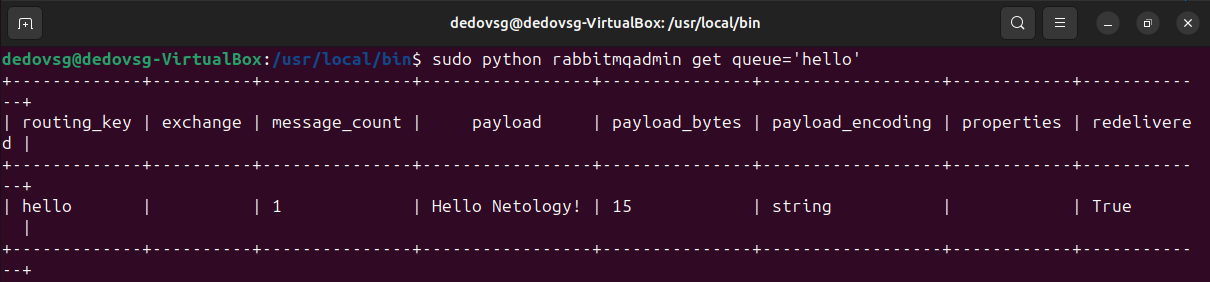 dedovsg@dedovsg-VirtualBox: /usr/local/bin
dedovsg@dedovsg-VirtualBox:/usr/local/bin$ sudo python rabbitmqadmin get queue='hello'
+-------------+----------+---------------+----------------+---------------+------------------+------------+-----------
--+
| routing_key | exchange | message_count |     payload     | payload_bytes | payload_encoding | properties | redelivere
d |
+-------------+----------+---------------+----------------+---------------+------------------+------------+-----------
--+
| hello       |          | 1             | Hello Netology! | 15            | string           |            | True
  |
+-------------+----------+---------------+----------------+---------------+------------------+------------+-----------
--+